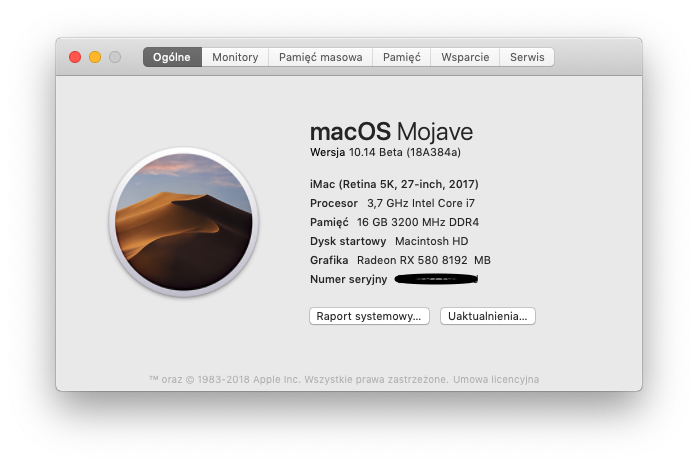 Ogólne Monitory Pamięć masowa Pamięć Wsparcie Serwis
macOS Mojave
Wersja 10.14 Beta (18A384a)
iMac (Retina 5K, 27-inch, 2017)
Procesor 3,7 GHz Intel Core i7
Pamięć 16 GB 3200 MHz DDR4
Dysk startowy Macintosh HD
Grafika Radeon RX 580 8192 MB
Numer seryjny
Raport systemowy... Uaktualnienia...
™ oraz © 1983-2018 Apple Inc. Wszystkie prawa zastrzeżone. Umowa licencyjna